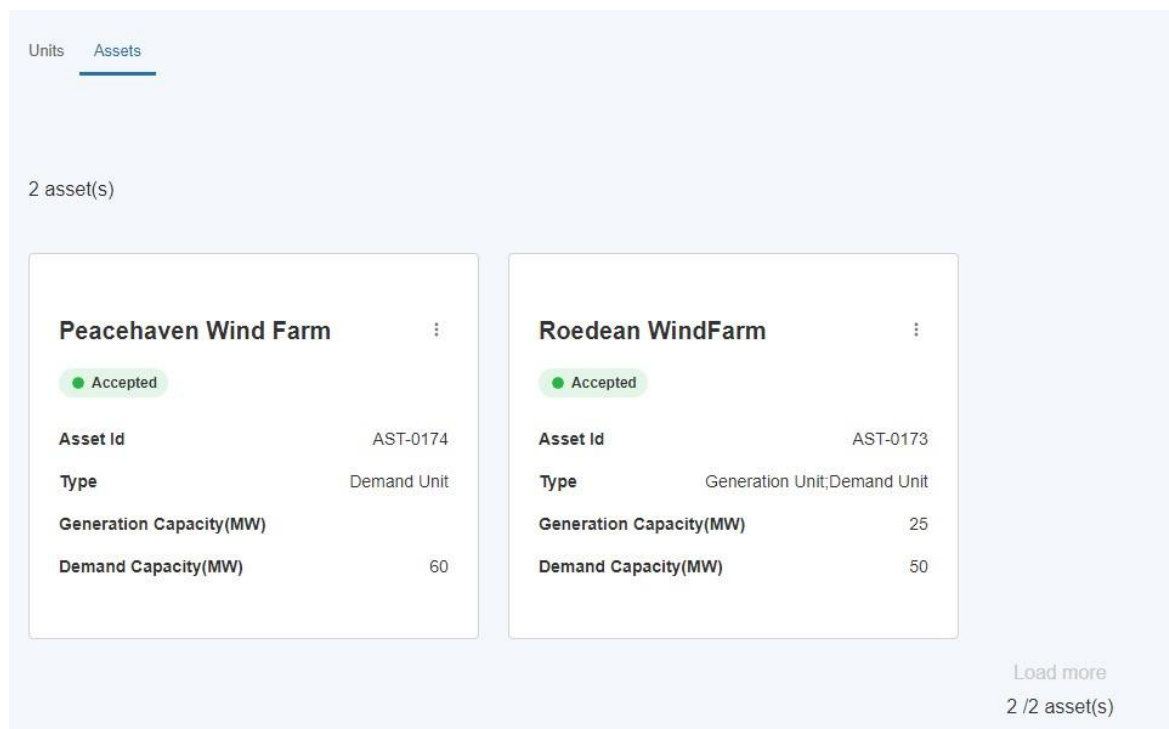 Units Assets
2 asset(s)
Peacehaven Wind Farm
Accepted
Asset Id AST-0174
Type Demand Unit
Generation Capacity(MW)
Demand Capacity(MW) 60
Roedean WindFarm
Accepted
Asset Id AST-0173
Type Generation Unit;Demand Unit
Generation Capacity(MW) 25
Demand Capacity(MW) 50
Load more
2 /2 asset(s)